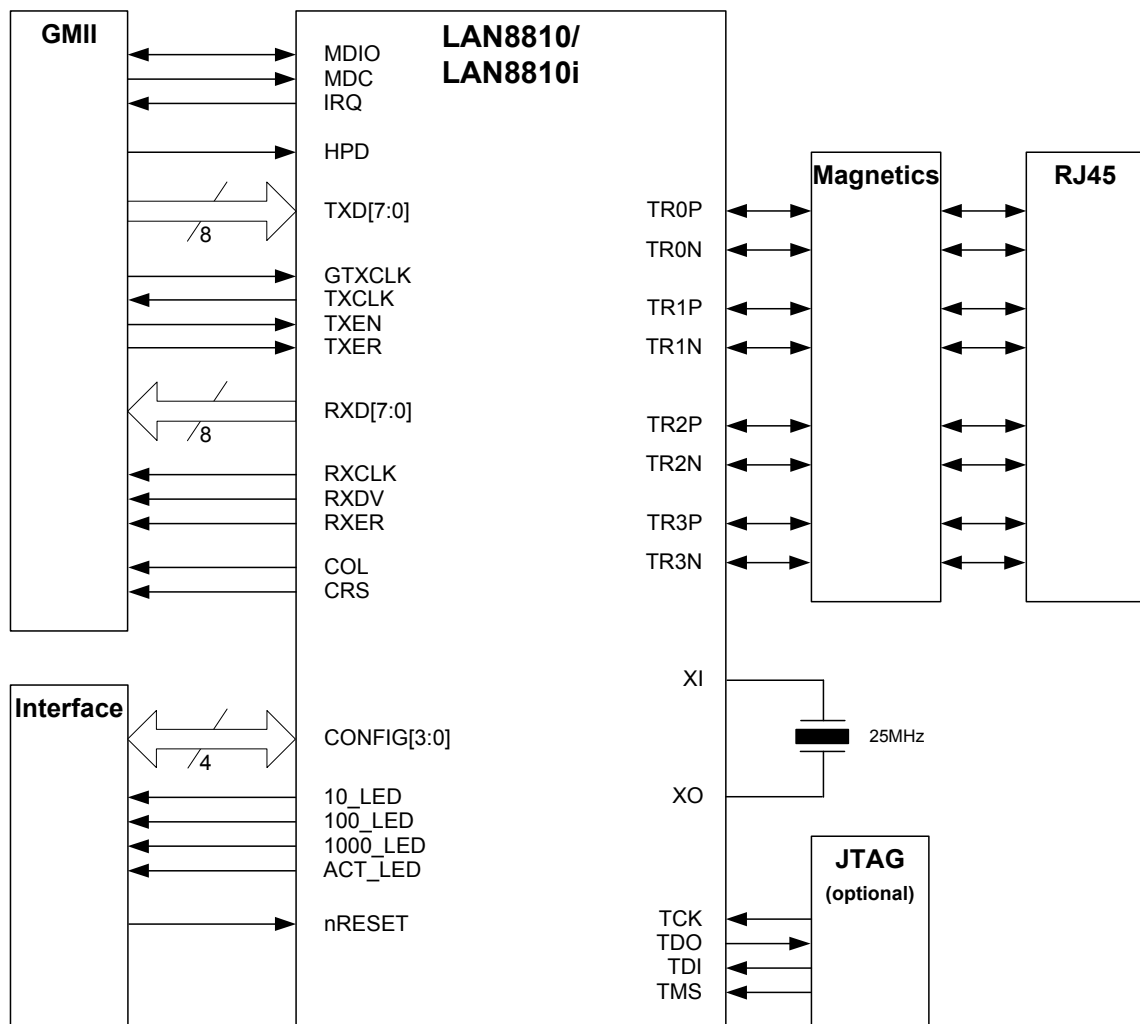 GMII
LAN8810/
LAN8810i
MDIO
MDC
IRQ
HPD
TXD[7:0]
8
GTXCLK
TXCLK
TXEN
TXER
RXD[7:0]
8
RXCLK
RXDV
RXER
COL
CRS
Magnetics
RJ45
TR0P
TR0N
TR1P
TR1N
TR2P
TR2N
TR3P
TR3N
Interface
CONFIG[3:0]
4
10_LED
100_LED
1000_LED
ACT_LED
nRESET
XI
25MHz
XO
JTAG
(optional)
TCK
TDO
TDI
TMS